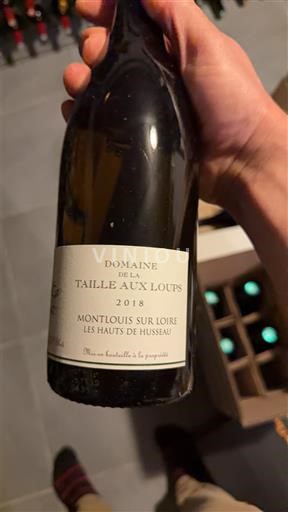 VINIOU
DOMAINE
DE LA
TAILLE AUX LOUPS
2018
MONTLOUIS SUR LOIRE
LES HAUTS DE HUSSEAU
Mis en bouteille à la propriété